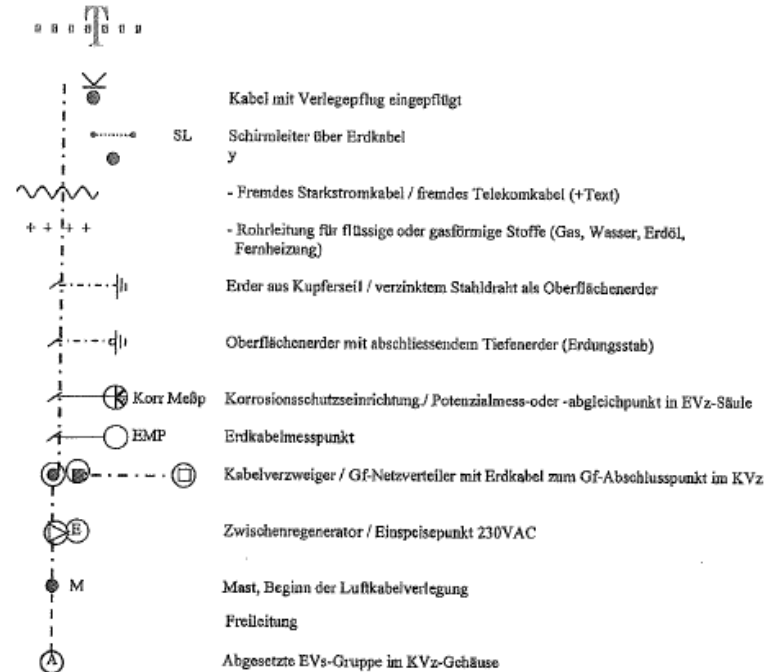 T
Kabel mit Verlegepflug eingepflügt
SL Schirmleiter über Erdkabel
y
- Fremdes Starkstromkabel / fremdes Telekomkabel (+Text)
- Rohrleitung für flüssige oder gasförmige Stoffe (Gas, Wasser, Erdöl,
Fernheizung)
Erder aus Kupferseil / verzinktem Stahldraht als Oberflächenerder
Oberflächenerder mit abschliessendem Tiefenerder (Erdungsstab)
Korr Meßp Korrosionsschutzseinrichtung./ Potenzialmess-oder -abgleichpunkt in EVz-Säule
EMP Erdkabelmesspunkt
Kabelverzweiger / Gf-Netzverteiler mit Erdkabel zum Gf-Abschlusspunkt im KVz
E Zwischenregenerator / Einspeisepunkt 230VAC
M Mast, Beginn der Luftkabelverlegung
Freileitung
A Abgesetzte EVs-Gruppe im KVz-Gehäuse